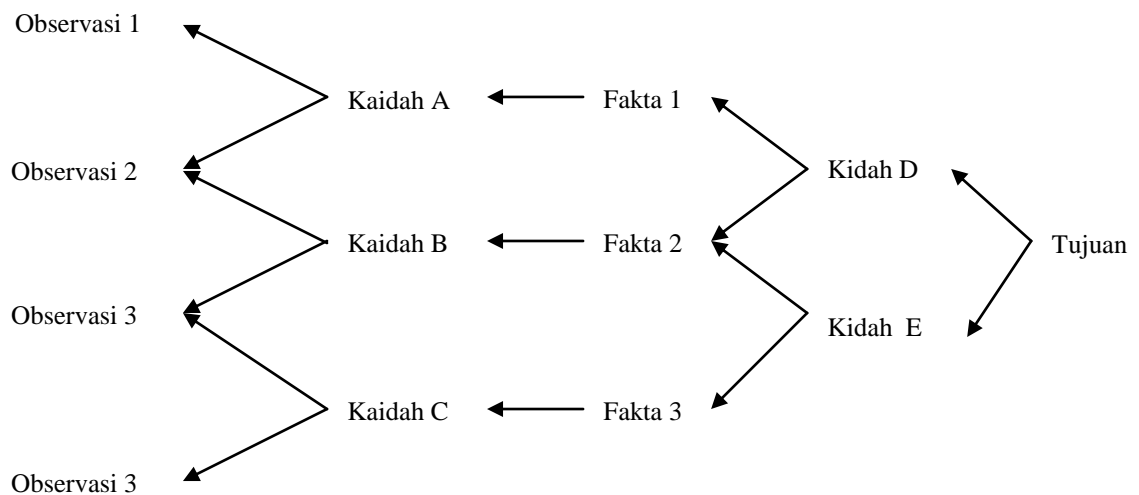 Observasi 1
Kaidah A
Fakta 1
Observasi 2
Kidah D
Kaidah B
Fakta 2
Tujuan
Observasi 3
Kidah E
Kaidah C
Fakta 3
Observasi 3